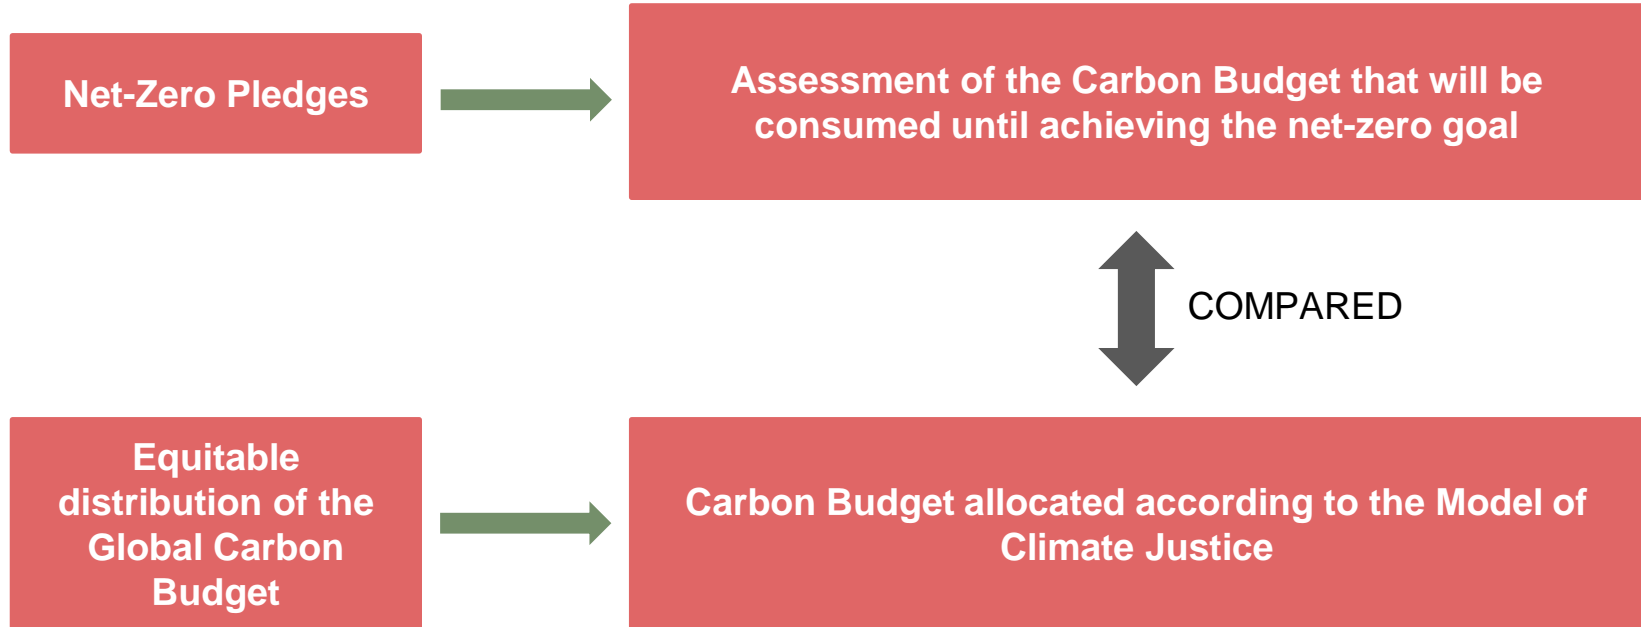 Net-Zero Pledges
Assessment of the Carbon Budget that will be
consumed until achieving the net-zero goal
COMPARED
Equitable
distribution of the
Global Carbon
Budget
Carbon Budget allocated according to the Model of
Climate Justice